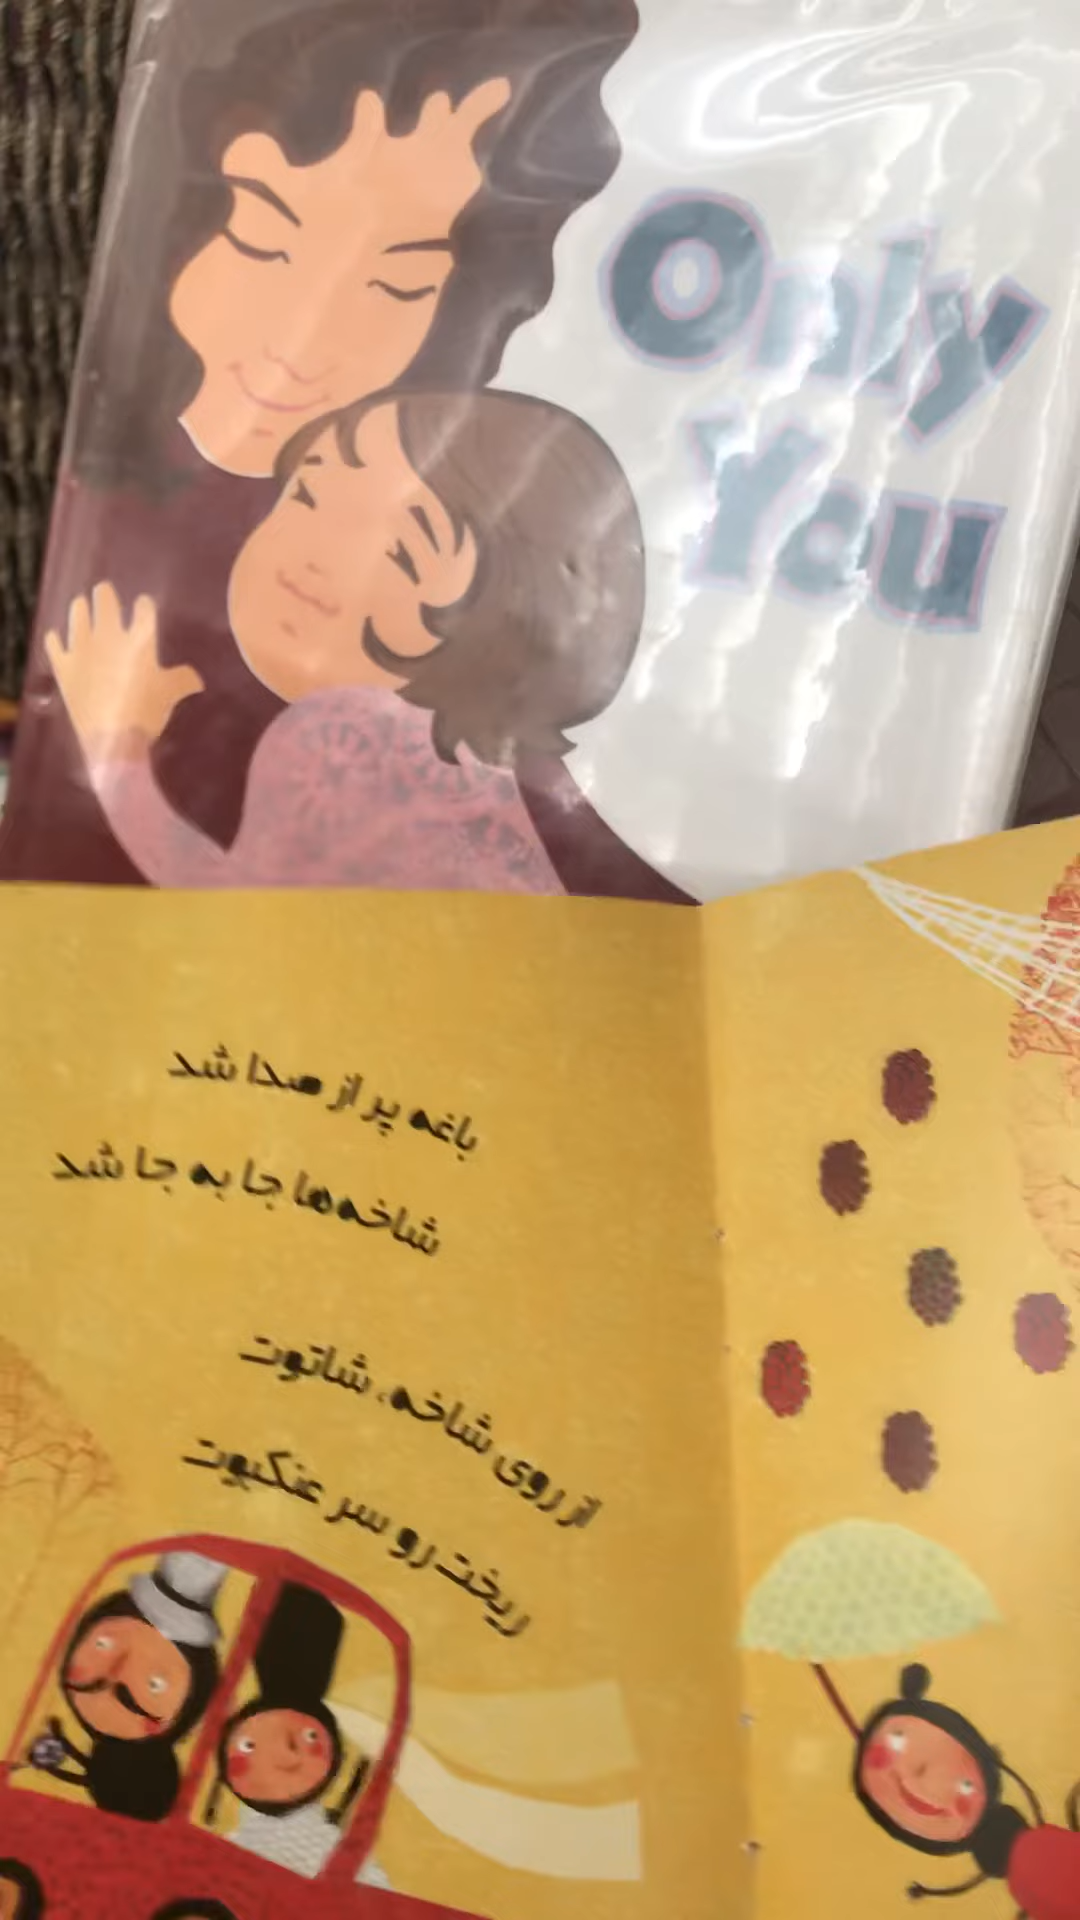 Only
You
باغه پر از صدا شد
شاخه‌ها جا به جا شد
از روی شاخه، شاتوت
ریخت رو سر عنکبوت